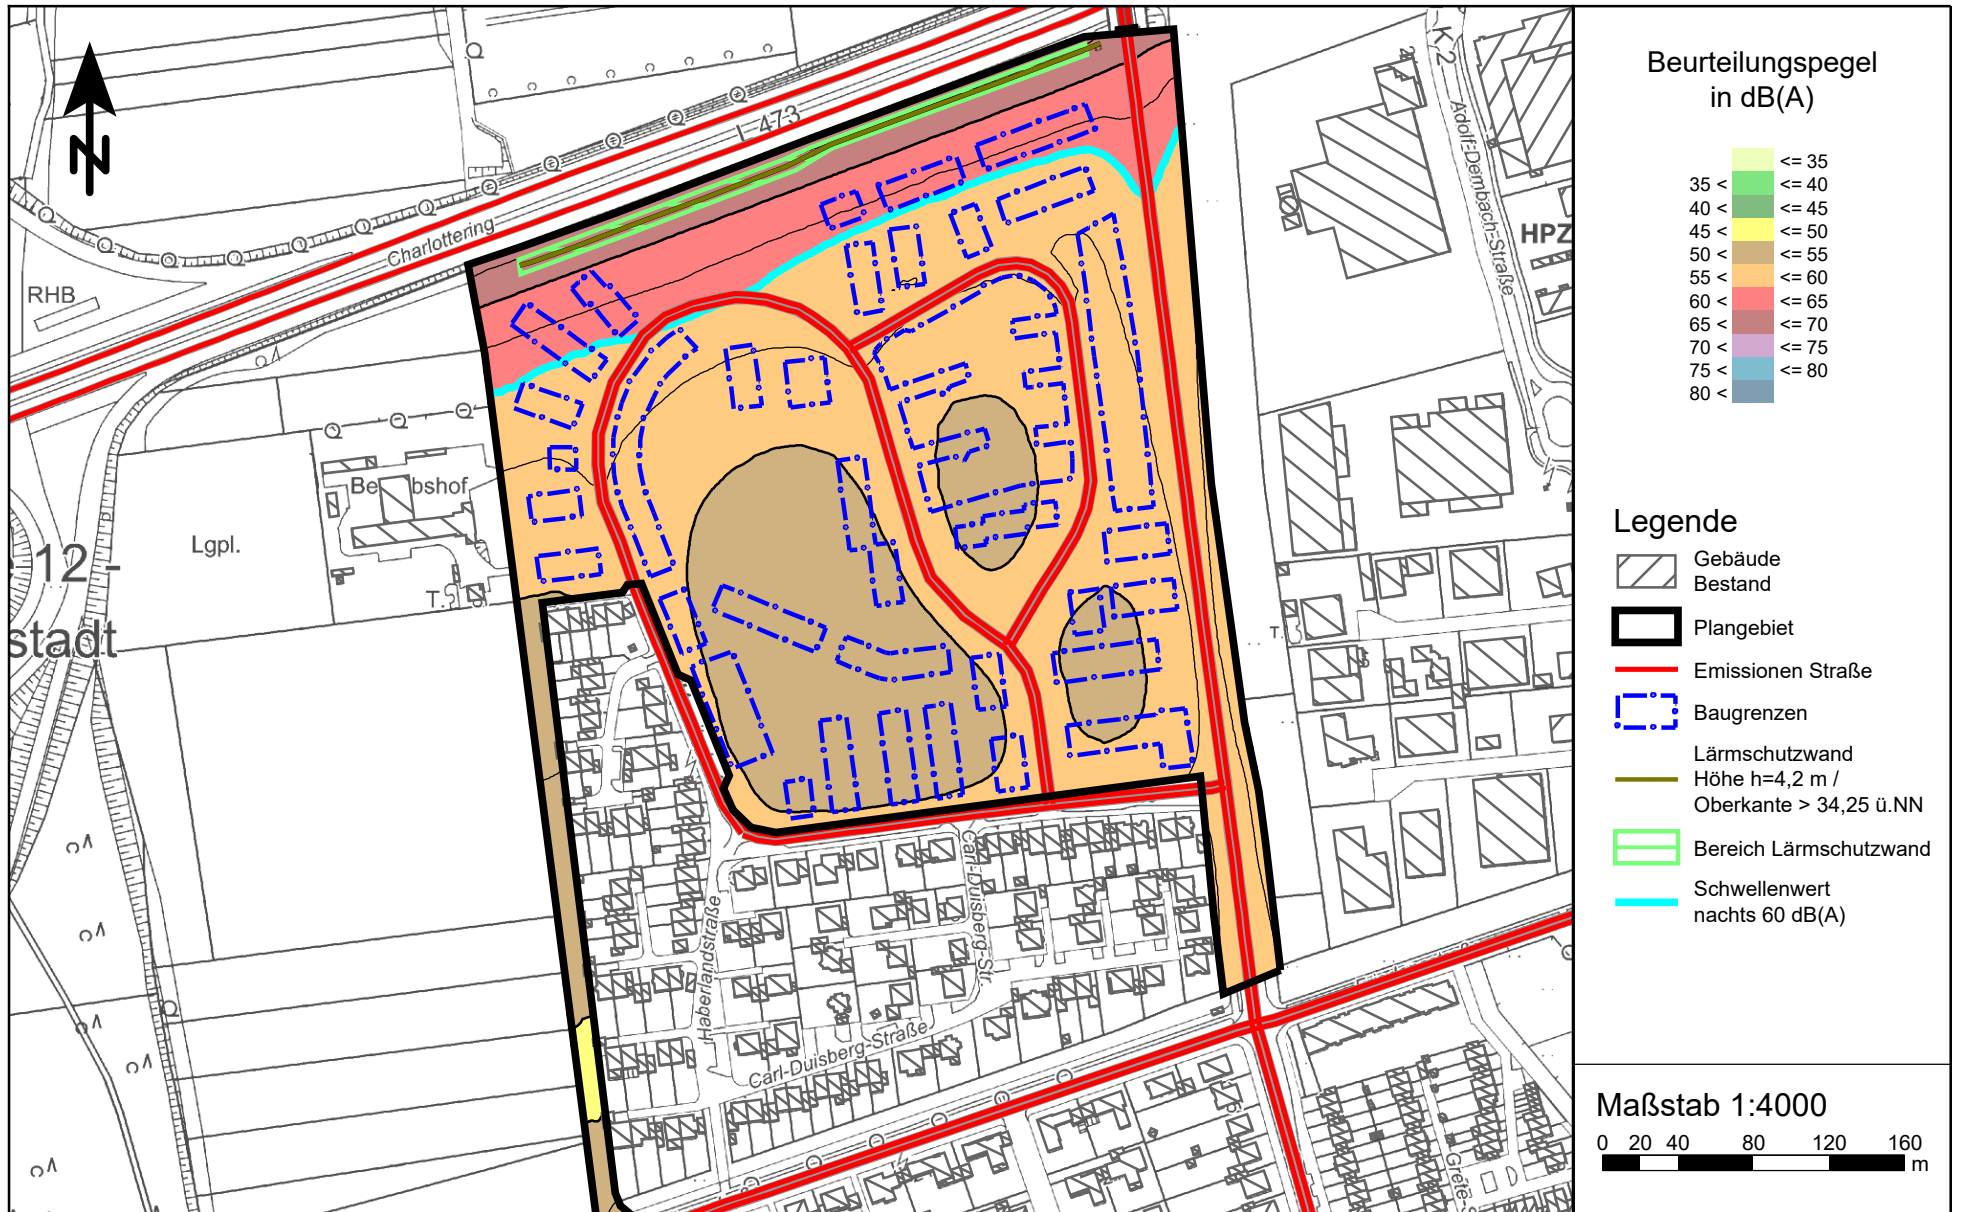 N
L 473
Charlottering
RHB
K 2
Adolf-Dembach-Straße
HPZ
Lgpl.
12 -
stadt
T.
T.
Haberlandstraße
Carl-Duisberg-Str.
Carl-Duisberg-Straße
Beurteilungspegel
in dB(A)
<= 35
35 < <= 40
40 < <= 45
45 < <= 50
50 < <= 55
55 < <= 60
60 < <= 65
65 < <= 70
70 < <= 75
75 < <= 80
80 <
Legende
Gebäude
Bestand
Plangebiet
Emissionen Straße
Baugrenzen
Lärmschutzwand
Höhe h=4,2 m /
Oberkante > 34,25 ü.NN
Bereich Lärmschutzwand
Schwellenwert
nachts 60 dB(A)
Maßstab 1:4000
0 20 40 80 120 160
m